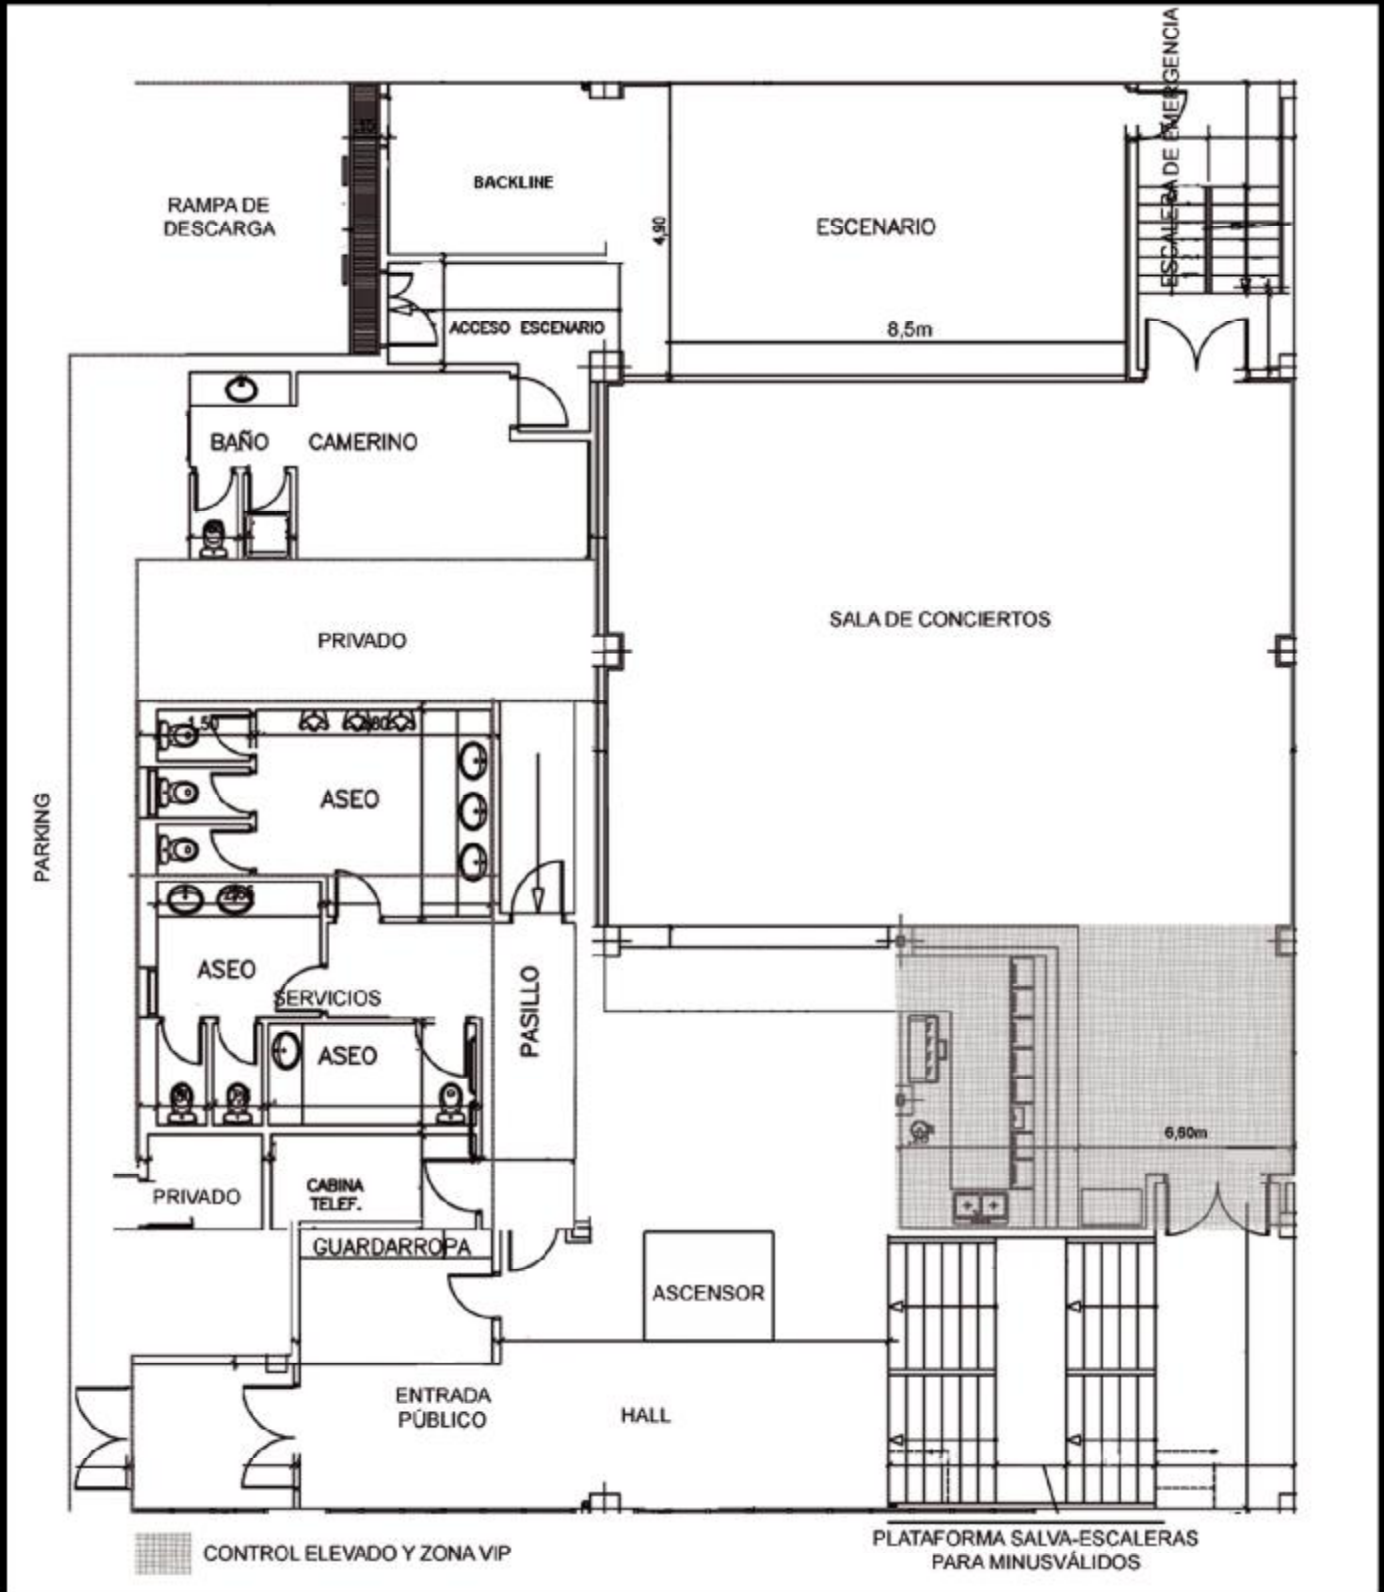 ESCALERA DE EMERGENCIA
BACKLINE
RAMPA DE
DESCARGA
ESCENARIO
4,90
8,5m
ACCESO ESCENARIO
BAÑO
CAMERINO
SALA DE CONCIERTOS
PRIVADO
1,50
ASEO
PARKING
ASEO
SERVICIOS
PASILLO
ASEO
6,60m
PRIVADO
CABINA
TELEF.
GUARDARROPA
ASCENSOR
ENTRADA
PÚBLICO
HALL
CONTROL ELEVADO Y ZONA VIP
PLATAFORMA SALVA-ESCALERAS
PARA MINUSVÁLIDOS